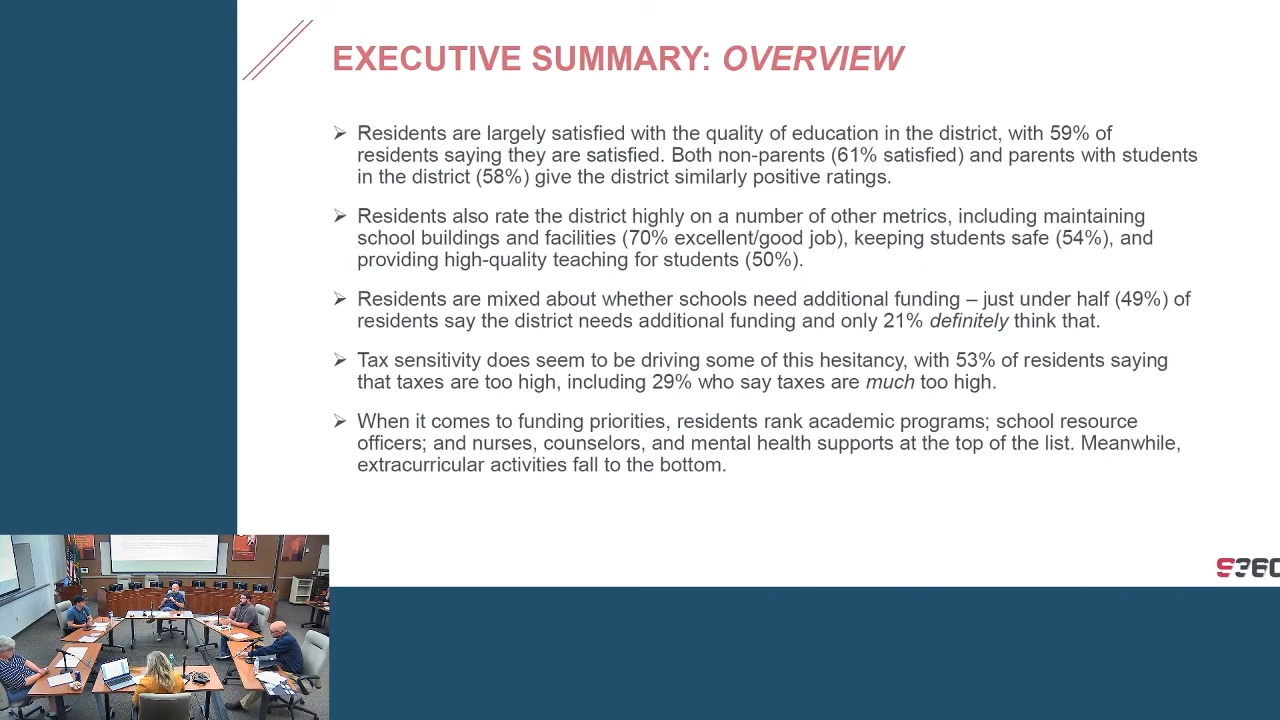 EXECUTIVE SUMMARY: OVERVIEW
Residents are largely satisfied with the quality of education in the district, with 59% of
residents saying they are satisfied. Both non-parents (61% satisfied) and parents with students
in the district (58%) give the district similarly positive ratings.
Residents also rate the district highly on a number of other metrics, including maintaining
school buildings and facilities (70% excellent/good job), keeping students safe (54%), and
providing high-quality teaching for students (50%).
Residents are mixed about whether schools need additional funding – just under half (49%) of
residents say the district needs additional funding and only 21% definitely think that.
Tax sensitivity does seem to be driving some of this hesitancy, with 53% of residents saying
that taxes are too high, including 29% who say taxes are much too high.
When it comes to funding priorities, residents rank academic programs; school resource
officers; and nurses, counselors, and mental health supports at the top of the list. Meanwhile,
extracurricular activities fall to the bottom.
S360